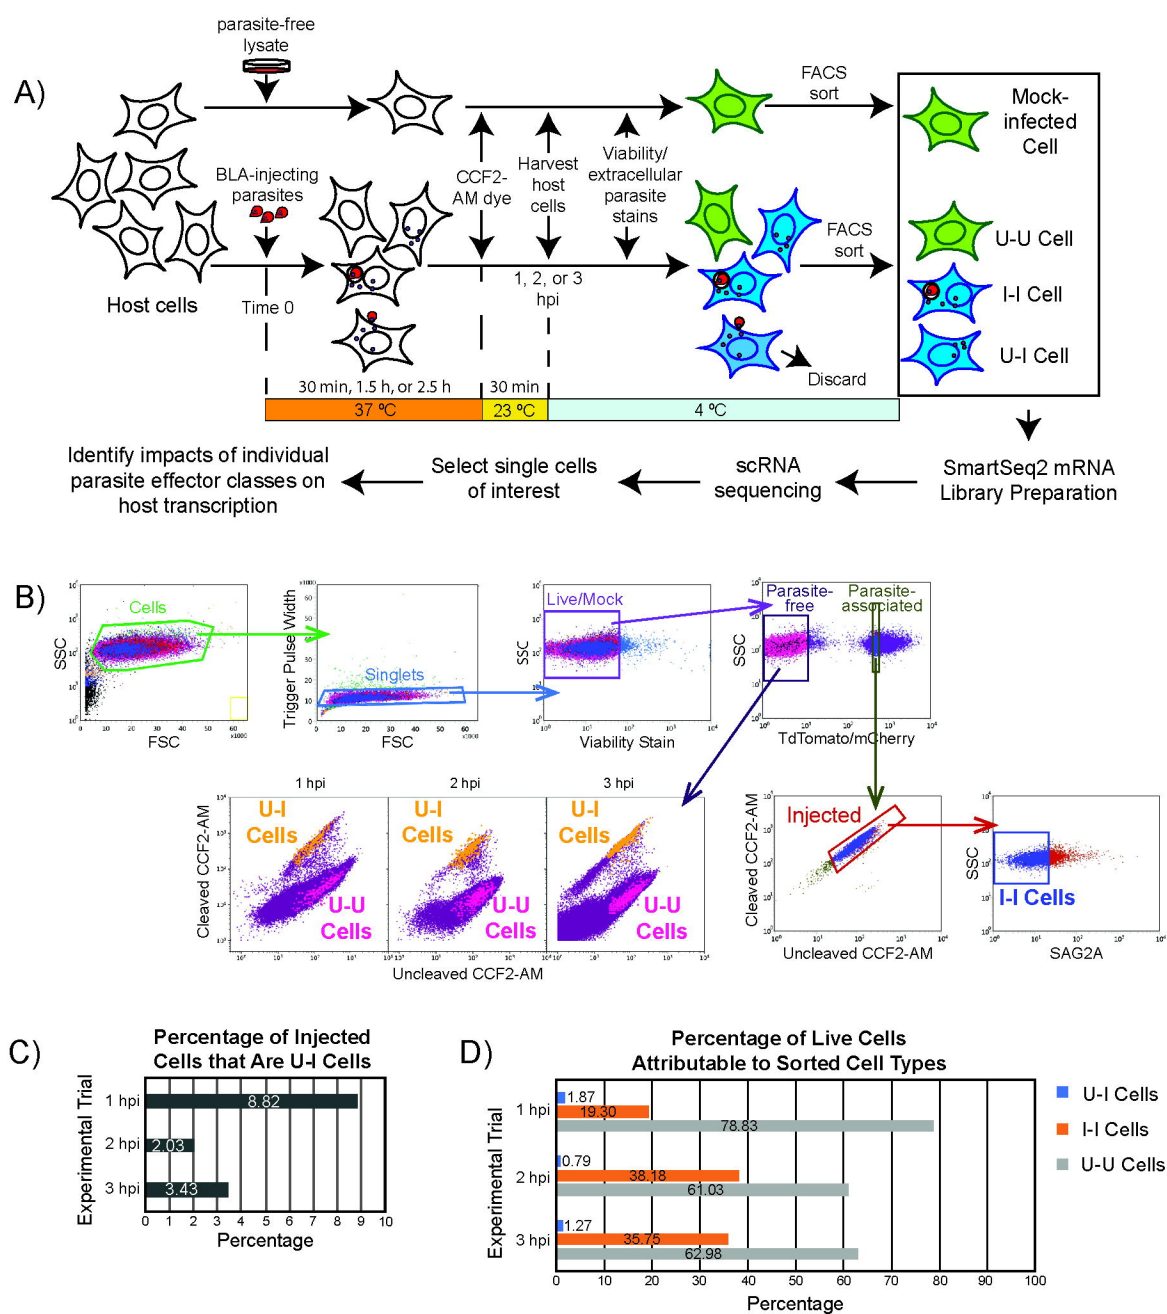 A)
parasite-free
lysate
FACS
sort
Mock-
infected
Cell
BLA-injecting
parasites
CCF2-
AM dye
Harvest
host
cells
Viability/
extracellular
parasite
stains
FACS
sort
U-U Cell
I-I Cell
U-I Cell
Host cells
Time 0
1, 2, or 3
hpi
Discard
30 min, 1.5 h, or 2.5 h
30 min
37 ºC
23 ºC
4 ºC
Identify impacts of individual
parasite effector classes on
host transcription
Select single cells
of interest
scRNA
sequencing
SmartSeq2 mRNA
Library Preparation
B)
Cells
SSC
FSC
Singlets
Trigger Pulse Width
FSC
Live/Mock
SSC
Viability Stain
Parasite-
free
Parasite-
associated
SSC
TdTomato/mCherry
1 hpi
2 hpi
3 hpi
U-I
Cells
U-I
Cells
U-I
Cells
U-U
Cells
U-U
Cells
U-U
Cells
Cleaved CCF2-AM
Uncleaved CCF2-AM
Injected
Cleaved CCF2-AM
Uncleaved CCF2-AM
I-I Cells
SSC
SAG2A
C)
Percentage of Injected
Cells that Are U-I Cells
Experimental Trial
1 hpi
8.82
2 hpi
2.03
3 hpi
3.43
0 1 2 3 4 5 6 7 8 9 10
Percentage
D)
Percentage of Live Cells
Attributable to Sorted Cell Types
Experimental Trial
1 hpi
1.87
19.30
78.83
2 hpi
0.79
38.18
61.03
3 hpi
1.27
35.75
62.98
0 10 20 30 40 50 60 70 80 90 100
Percentage
U-I Cells
I-I Cells
U-U Cells